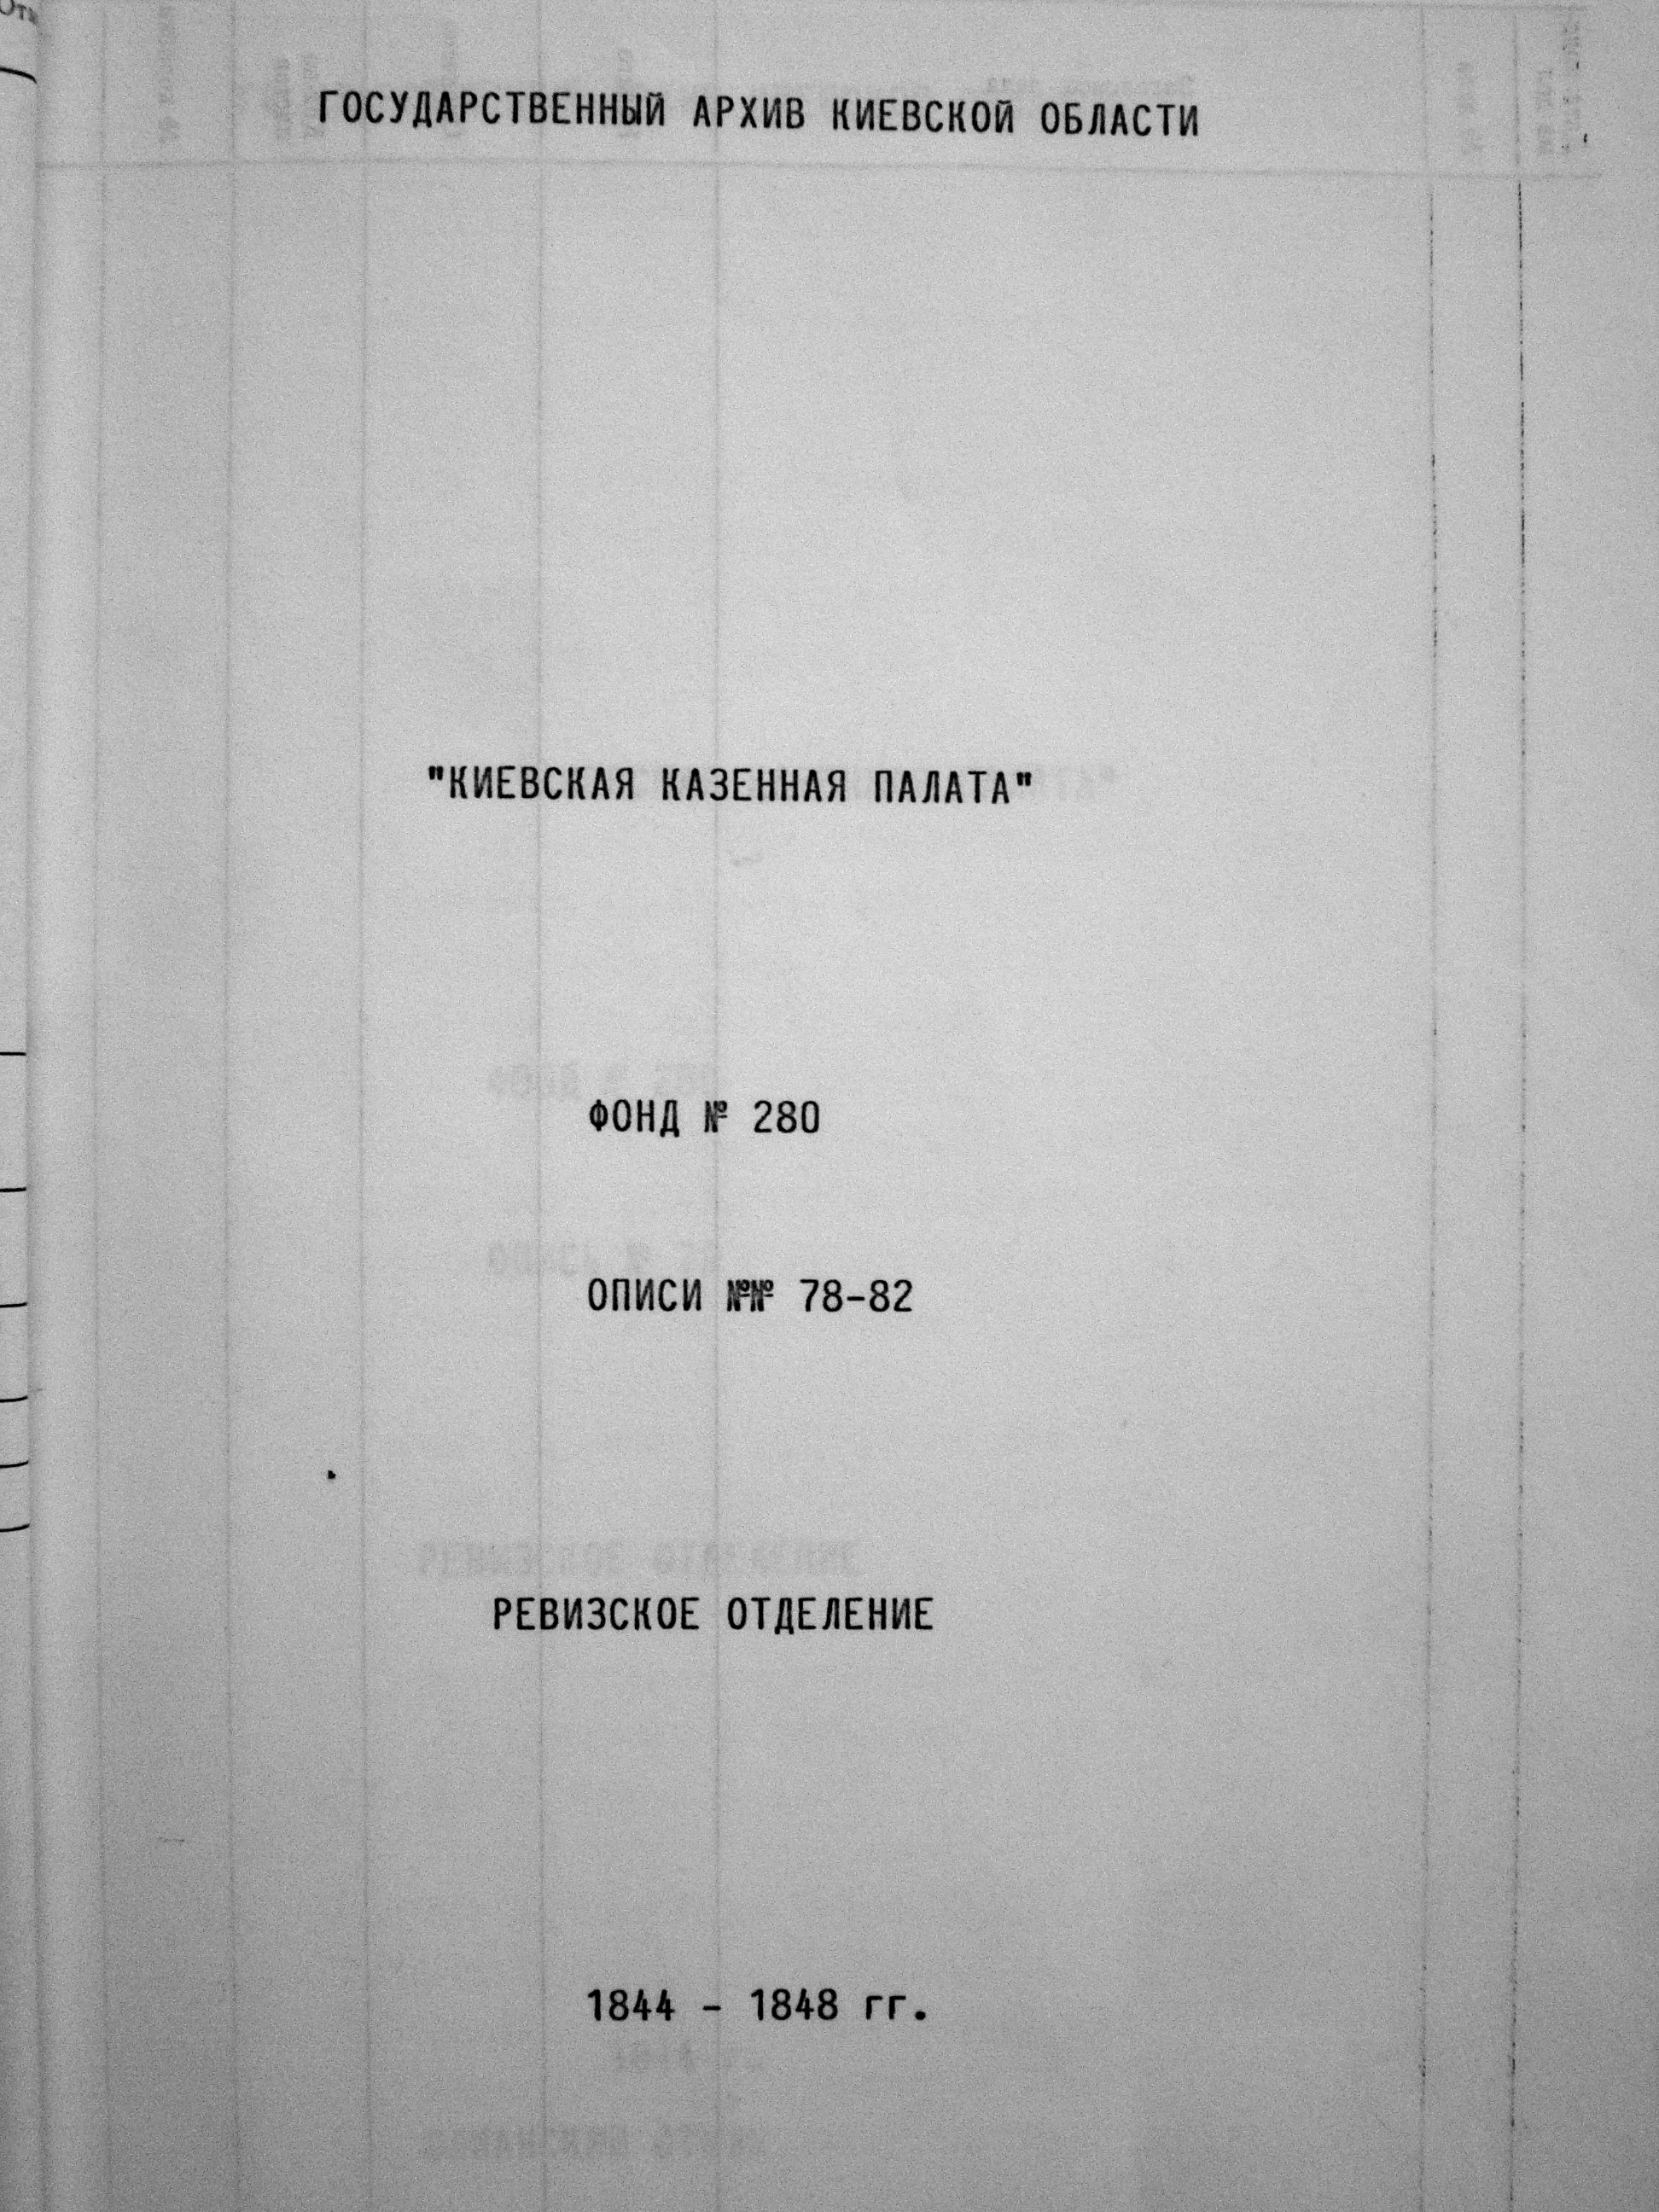 ГОСУДАРСТВЕННЫЙ АРХИВ КИЕВСКОЙ ОБЛАСТИ
"КИЕВСКАЯ КАЗЕННАЯ ПАЛАТА"
ФОНД № 280
ОПИСИ №№ 78-82
РЕВИЗСКОЕ ОТДЕЛЕНИЕ
1844 - 1848 гг.